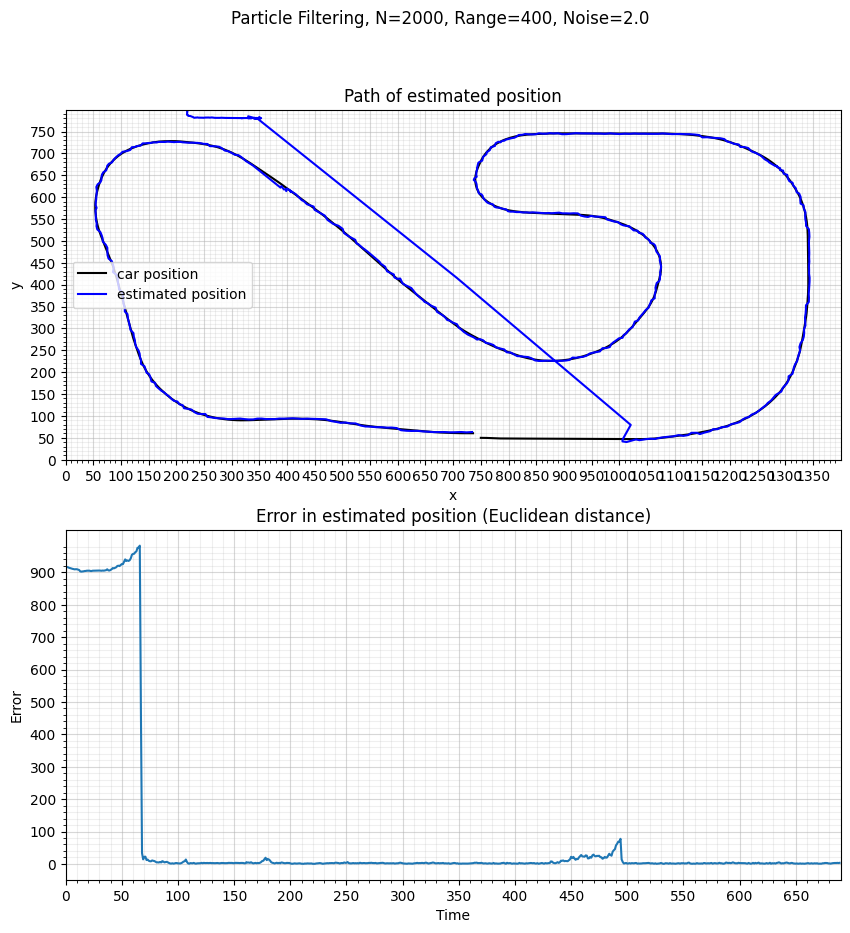 Particle Filtering, N=2000, Range=400, Noise=2.0
Path of estimated position
750
700
650
600
550
500
450
400
350
300
250
200
150
100
50
0
y
car position
estimated position
0 50 100 150 200 250 300 350 400 450 500 550 600 650 700 750 800 850 900 950 1000 1050 1100 1150 1200 1250 1300 1350
x
Error in estimated position (Euclidean distance)
900
800
700
600
500
400
300
200
100
0
Error
0 50 100 150 200 250 300 350 400 450 500 550 600 650
Time